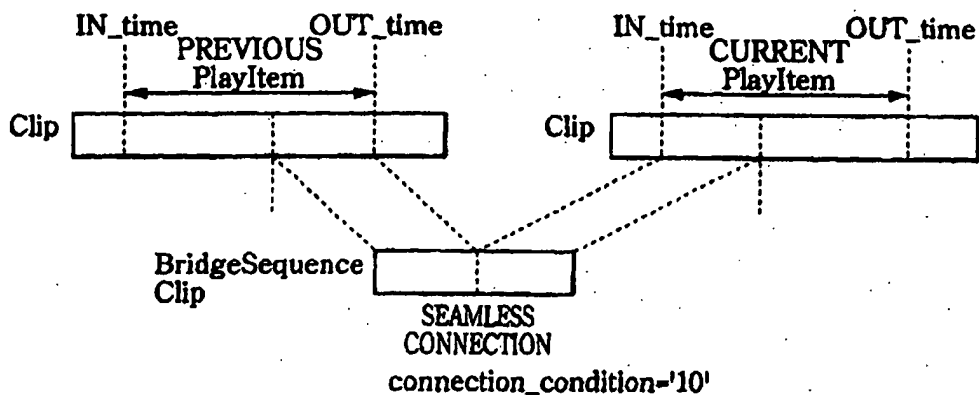 IN_time OUT_time IN_time OUT_time
PREVIOUS CURRENT
PlayItem PlayItem
Clip Clip
BridgeSequence
Clip
SEAMLESS
CONNECTION
connection_condition='10'